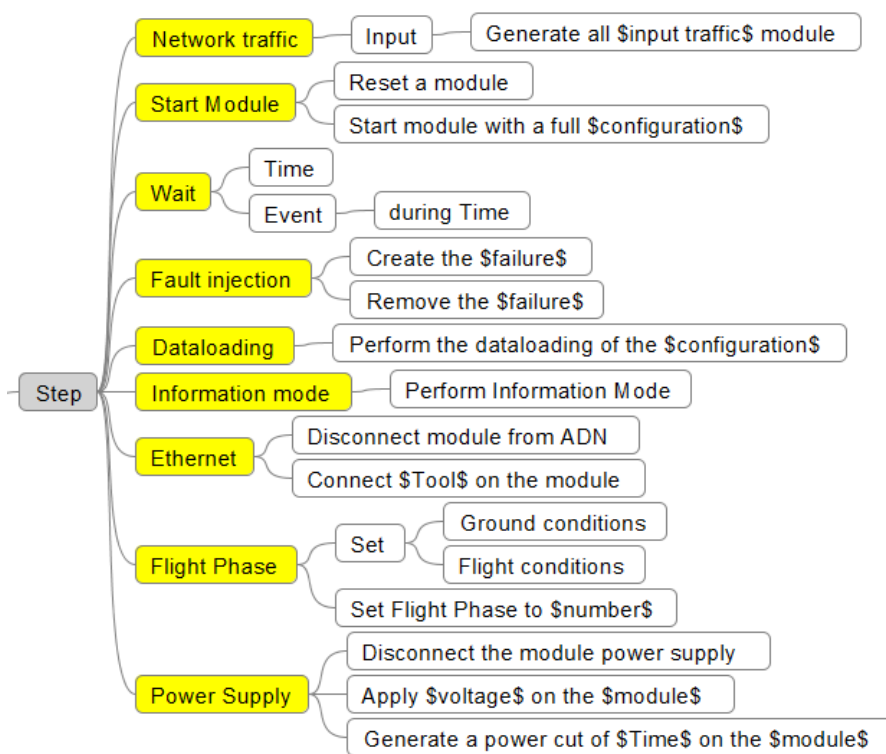 Network traffic
Input
Generate all $input traffic$ module
Start Module
Reset a module
Start module with a full $configuration$
Wait
Time
Event
during Time
Fault injection
Create the $failure$
Remove the $failure$
Dataloading
Perform the dataloading of the $configuration$
Step
Information mode
Perform Information Mode
Ethernet
Disconnect module from ADN
Connect $Tool$ on the module
Flight Phase
Set
Ground conditions
Flight conditions
Set Flight Phase to $number$
Power Supply
Disconnect the module power supply
Apply $voltage$ on the $module$
Generate a power cut of $Time$ on the $module$